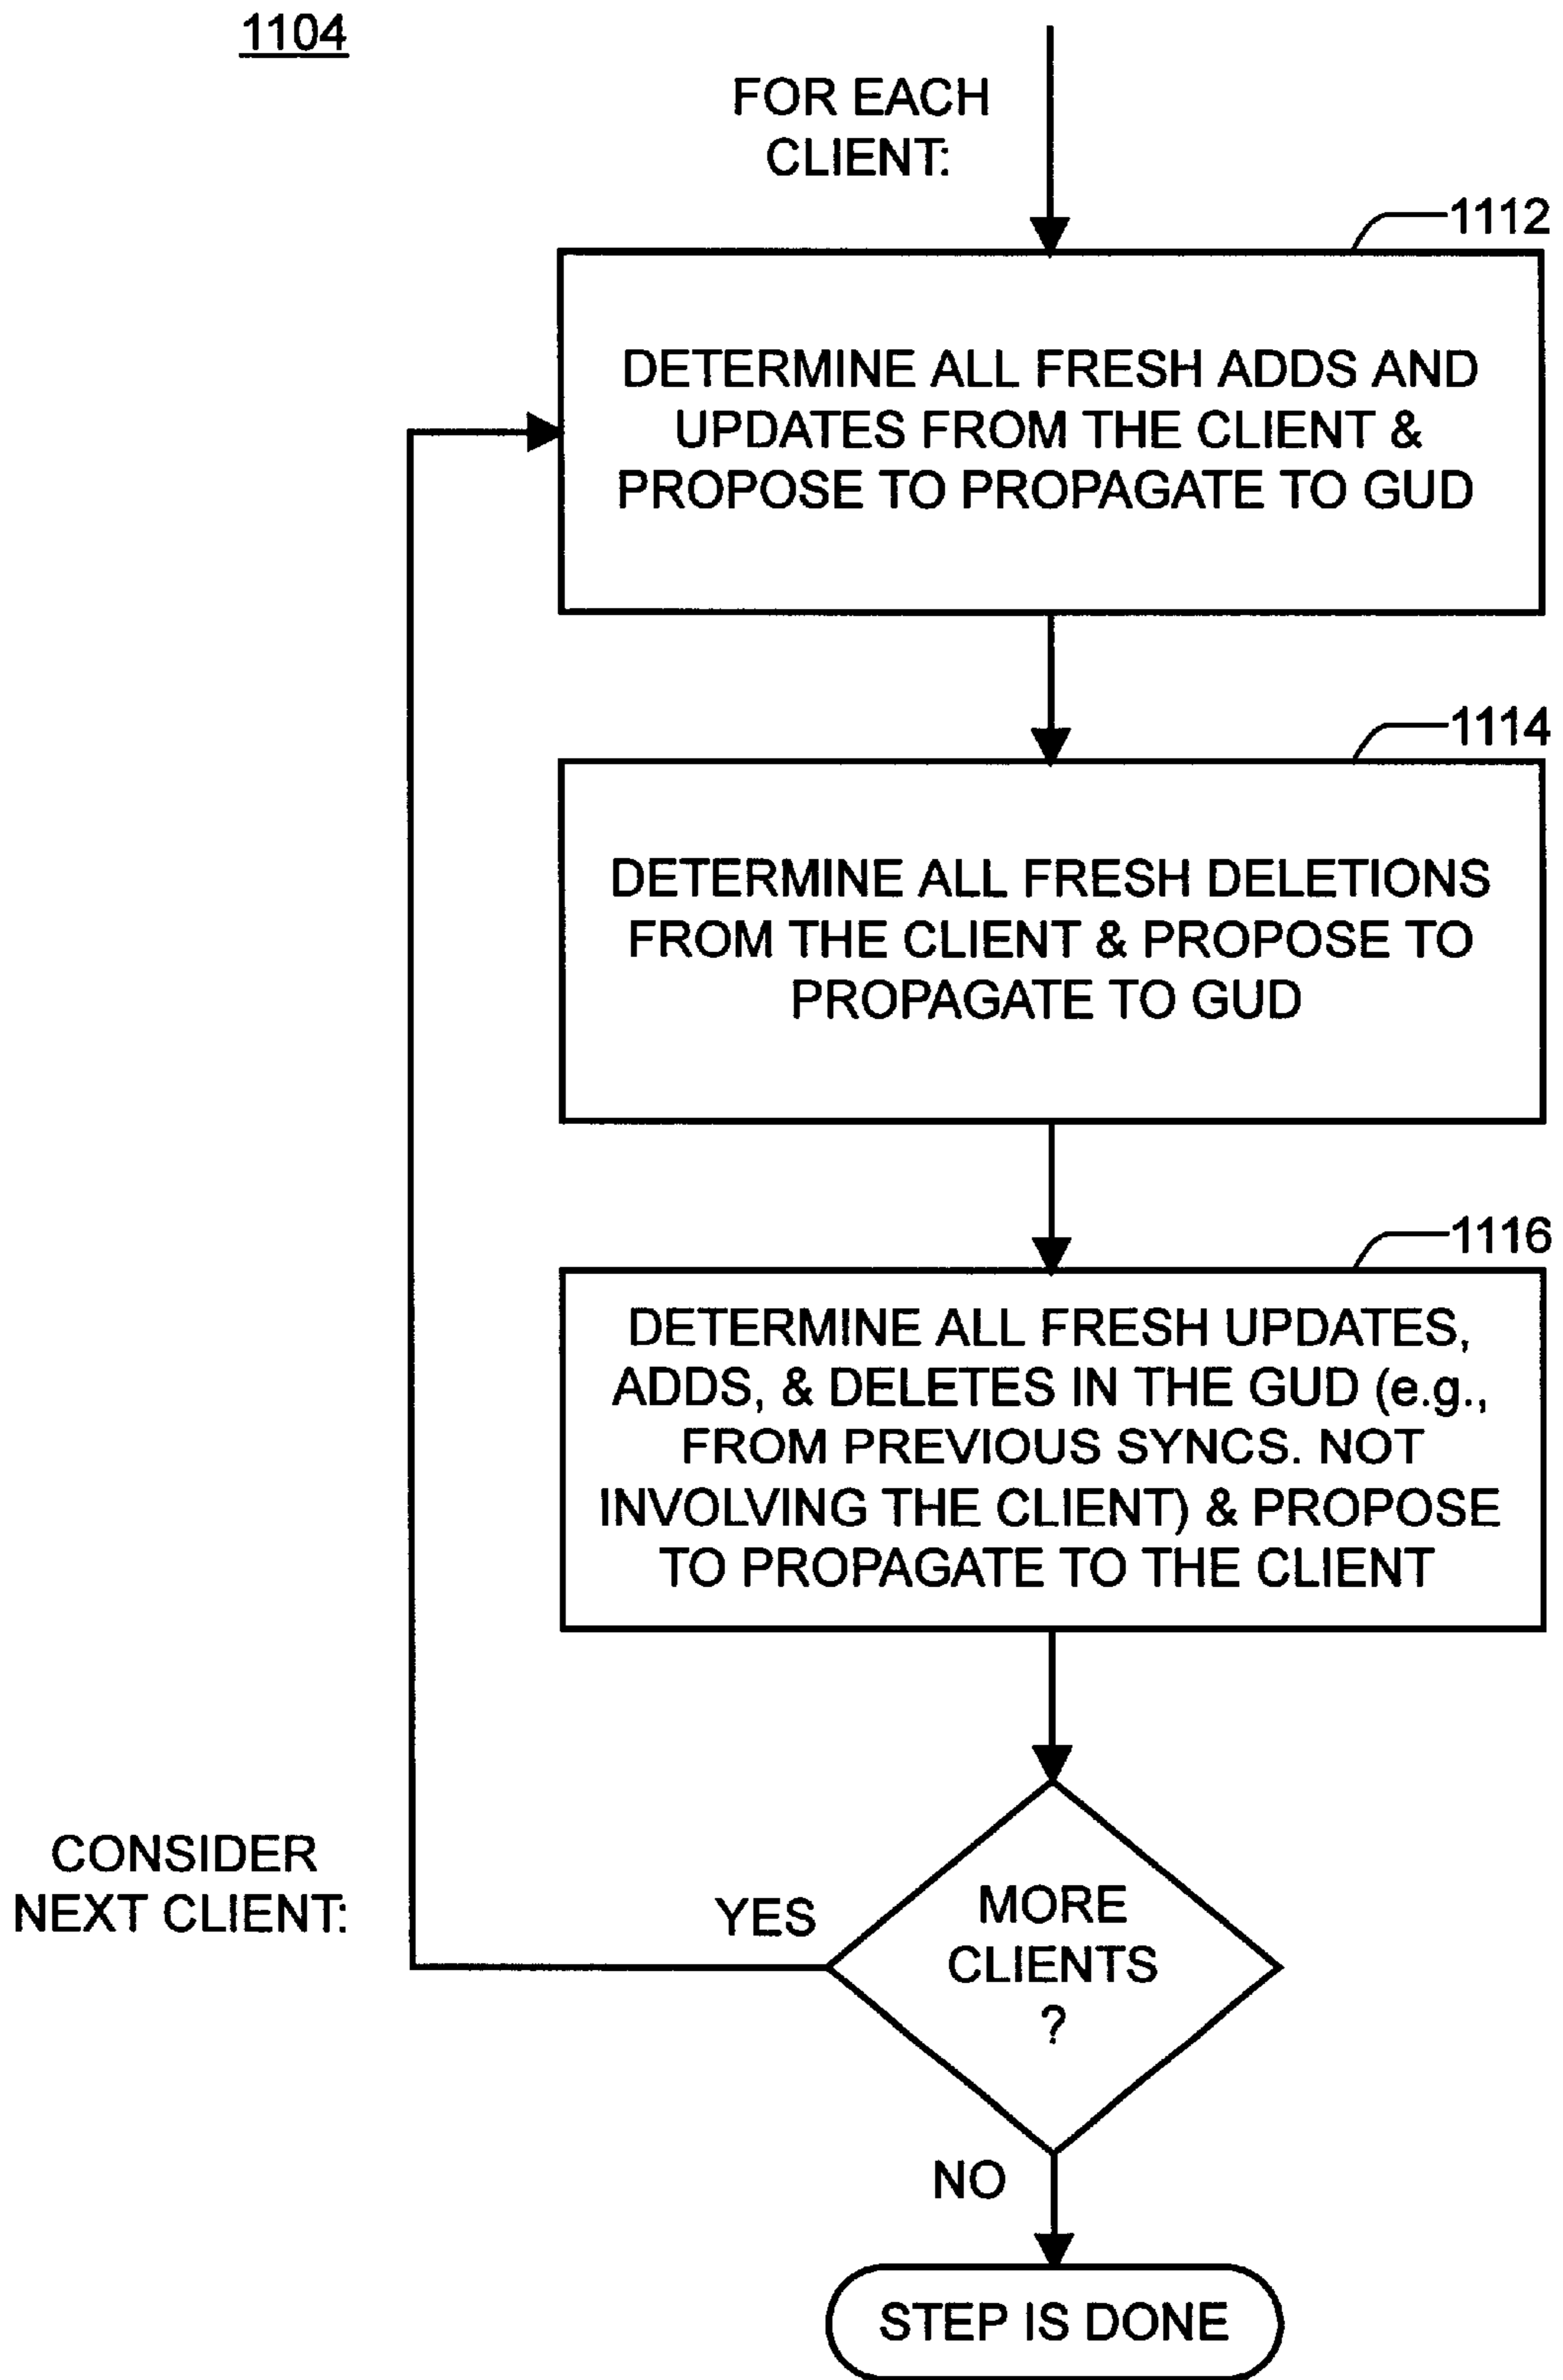 1104
FOR EACH
CLIENT:
1112
DETERMINE ALL FRESH ADDS AND
UPDATES FROM THE CLIENT &
PROPOSE TO PROPAGATE TO GUD
1114
DETERMINE ALL FRESH DELETIONS
FROM THE CLIENT & PROPOSE TO
PROPAGATE TO GUD
1116
DETERMINE ALL FRESH UPDATES,
ADDS, & DELETES IN THE GUD (e.g.,
FROM PREVIOUS SYNCS. NOT
INVOLVING THE CLIENT) & PROPOSE
TO PROPAGATE TO THE CLIENT
CONSIDER
NEXT CLIENT:
YES
MORE
CLIENTS
?
NO
STEP IS DONE